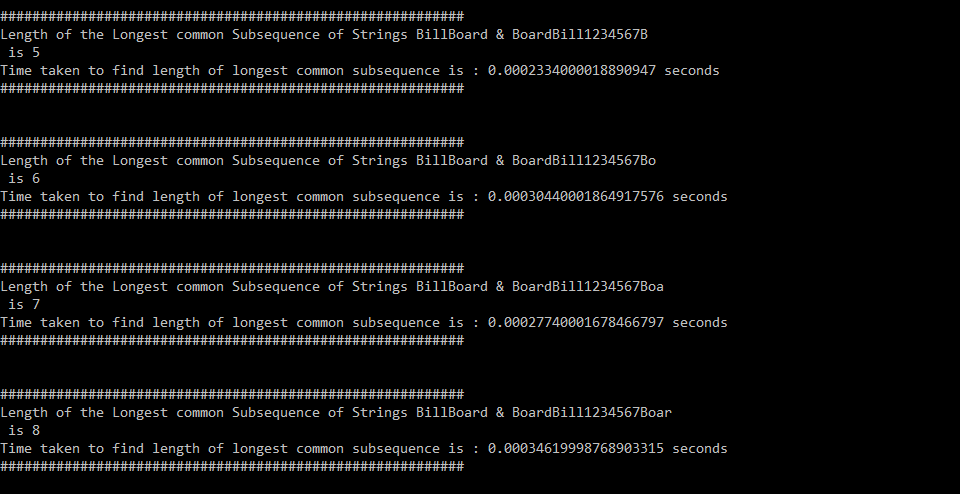 ##########################################################
Length of the Longest common Subsequence of Strings BillBoard & BoardBill1234567B
 is 5
Time taken to find length of longest common subsequence is : 0.0002334000018890947 seconds
##########################################################
##########################################################
Length of the Longest common Subsequence of Strings BillBoard & BoardBill1234567Bo
 is 6
Time taken to find length of longest common subsequence is : 0.00030440001864917576 seconds
##########################################################
##########################################################
Length of the Longest common Subsequence of Strings BillBoard & BoardBill1234567Boa
 is 7
Time taken to find length of longest common subsequence is : 0.00027740001678466797 seconds
##########################################################
##########################################################
Length of the Longest common Subsequence of Strings BillBoard & BoardBill1234567Boar
 is 8
Time taken to find length of longest common subsequence is : 0.00034619998768903315 seconds
##########################################################